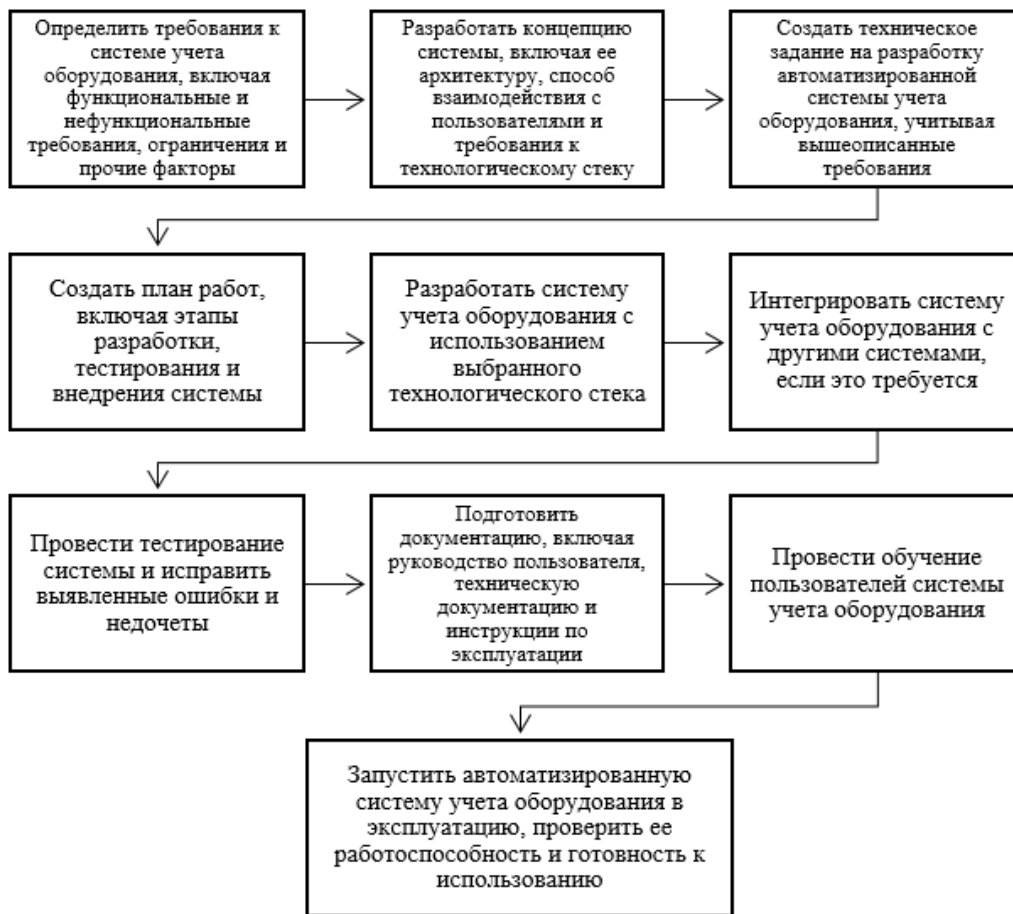 Определить требования к
системе учета
оборудования, включая
функциональные и
нефункциональные
требования, ограничения и
прочие факторы
Разработать концепцию
системы, включая ее
архитектуру, способ
взаимодействия с
пользователями и
требования к
технологическому стеку
Создать техническое
задание на разработку
автоматизированной
системы учета
оборудования, учитывая
вышеописанные
требования
Создать план работ,
включая этапы
разработки,
тестирования и
внедрения системы
Разработать систему
учета оборудования с
использованием
выбранного
технологического стека
Интегрировать систему
учета оборудования с
другими системами,
если это требуется
Провести тестирование
системы и исправить
выявленные ошибки и
недочеты
Подготовить
документацию, включая
руководство пользователя,
техническую
документацию и
инструкции по
эксплуатации
Провести обучение
пользователей системы
учета оборудования
Запустить автоматизированную
систему учета оборудования в
эксплуатацию, проверить ее
работоспособность и готовность к
использованию